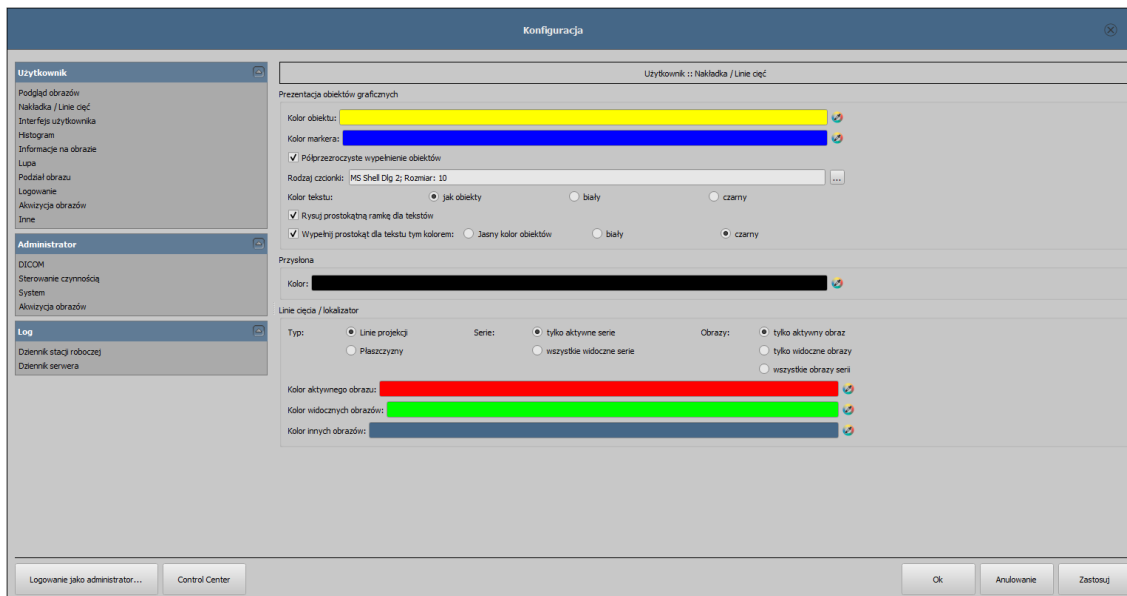 Konfiguracja
Użytkownik
Podgląd obrazów
Nakładka / Linie cięć
Interfejs użytkownika
Histogram
Informacje na obrazie
Lupa
Podział obrazu
Logowanie
Akwizycja obrazów
Inne
Administrator
DICOM
Sterowanie czynnością
System
Akwizycja obrazów
Log
Dziennik stacji roboczej
Dziennik serwera
Użytkownik :: Nakładka / Linie cięć
Prezentacja obiektów graficznych
Kolor obiektu:
Kolor markera:
Półprzezroczyste wypełnienie obiektów
Rodzaj czcionki: MS Shell Dlg 2; Rozmiar: 10 ...
Kolor tekstu: jak obiekty biały czarny
Rysuj prostokątną ramkę dla tekstów
Wypełnij prostokąt dla tekstu tym kolorem: Jasny kolor obiektów biały czarny
Przysłona
Kolor:
Linie cięcia / lokalizator
Typ: Linie projekcji Serie: tylko aktywne serie Obrazy: tylko aktywny obraz
Płaszczyzny wszystkie widoczne serie tylko widoczne obrazy
wszystkie obrazy serii
Kolor aktywnego obrazu:
Kolor widocznych obrazów:
Kolor innych obrazów:
Logowanie jako administrator... Control Center Ok Anulowanie Zastosuj